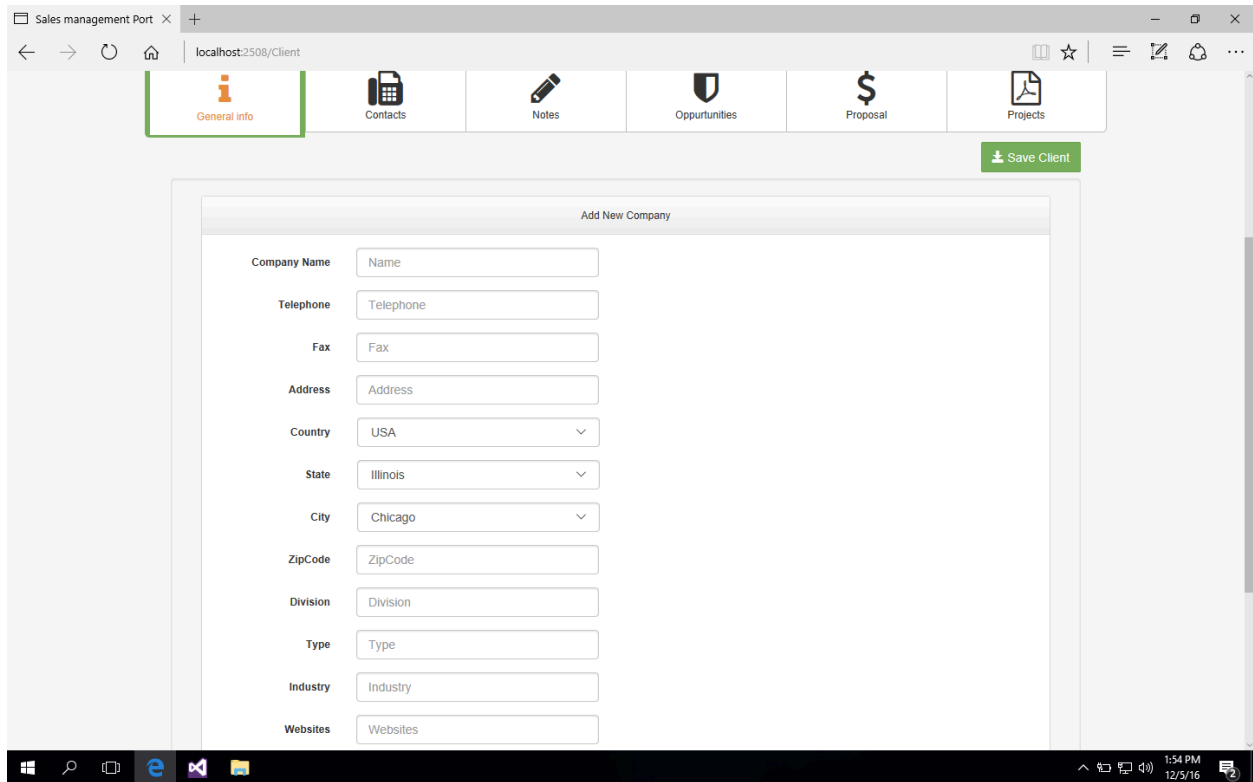 Sales management Port
localhost:2508/Client
General info
Contacts
Notes
Oppurtunities
Proposal
Projects
Save Client
Add New Company
Company Name Name
Telephone Telephone
Fax Fax
Address Address
Country USA
State Illinois
City Chicago
ZipCode ZipCode
Division Division
Type Type
Industry Industry
Websites Websites
1:54 PM
12/5/16
2